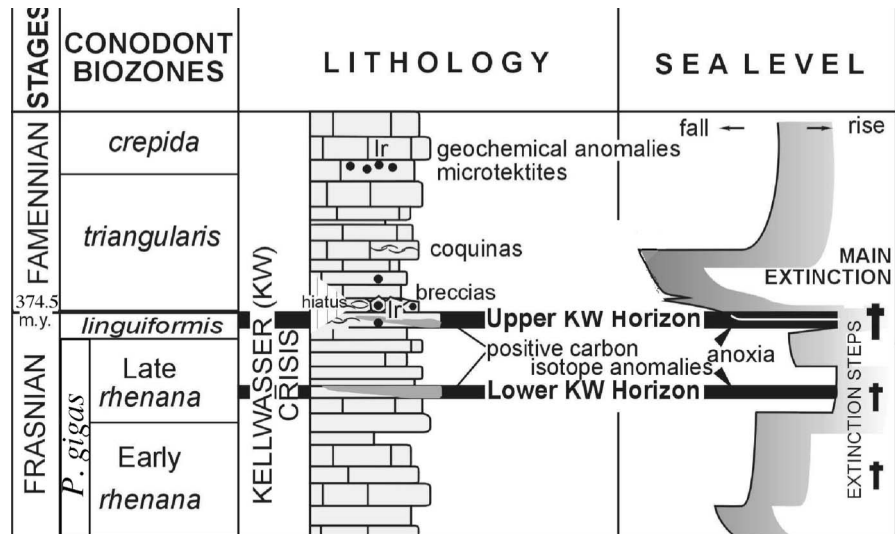 STAGES
CONODONT
BIOZONES
LITHOLOGY
SEA LEVEL
FAMENNIAN
374.5
m.y.
FRASNIAN
crepida
triangularis
linguiformis
P. gigas
Late
rhenana
Early
rhenana
KELLWASSER (KW)
CRISIS
Ir
geochemical anomalies
microtektites
coquinas
hiatus
breccias
Ir
Upper KW Horizon
positive carbon
isotope anomalies
anoxia
Lower KW Horizon
fall
rise
MAIN
EXTINCTION
EXTINCTION STEPS